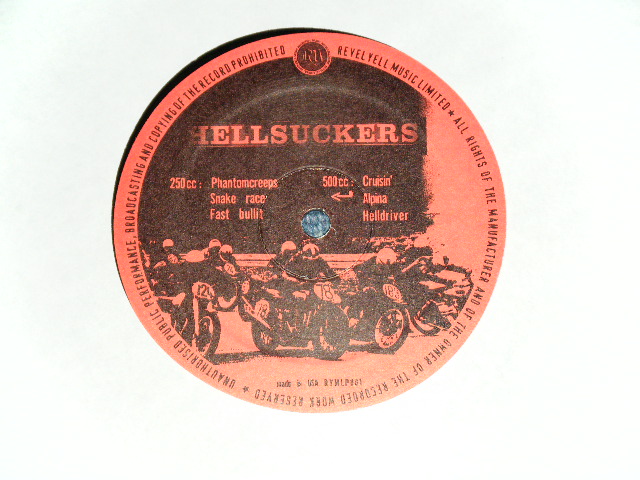 UNAUTHORISED PUBLIC PERFORMANCE, BROADCASTING AND COPYING OF THE RECORD PROHIBITED
REVELYELL MUSIC LIMITED ★ ALL RIGHTS OF THE MANUFACTURER AND OF THE OWNER OF THE RECORDED WORK RESERVED ★
HELLSUCKERS
250cc: Phantomcreeps
Snake race
Fast bullit
500cc: Cruisin'
Alpina
Helldriver
made in USA